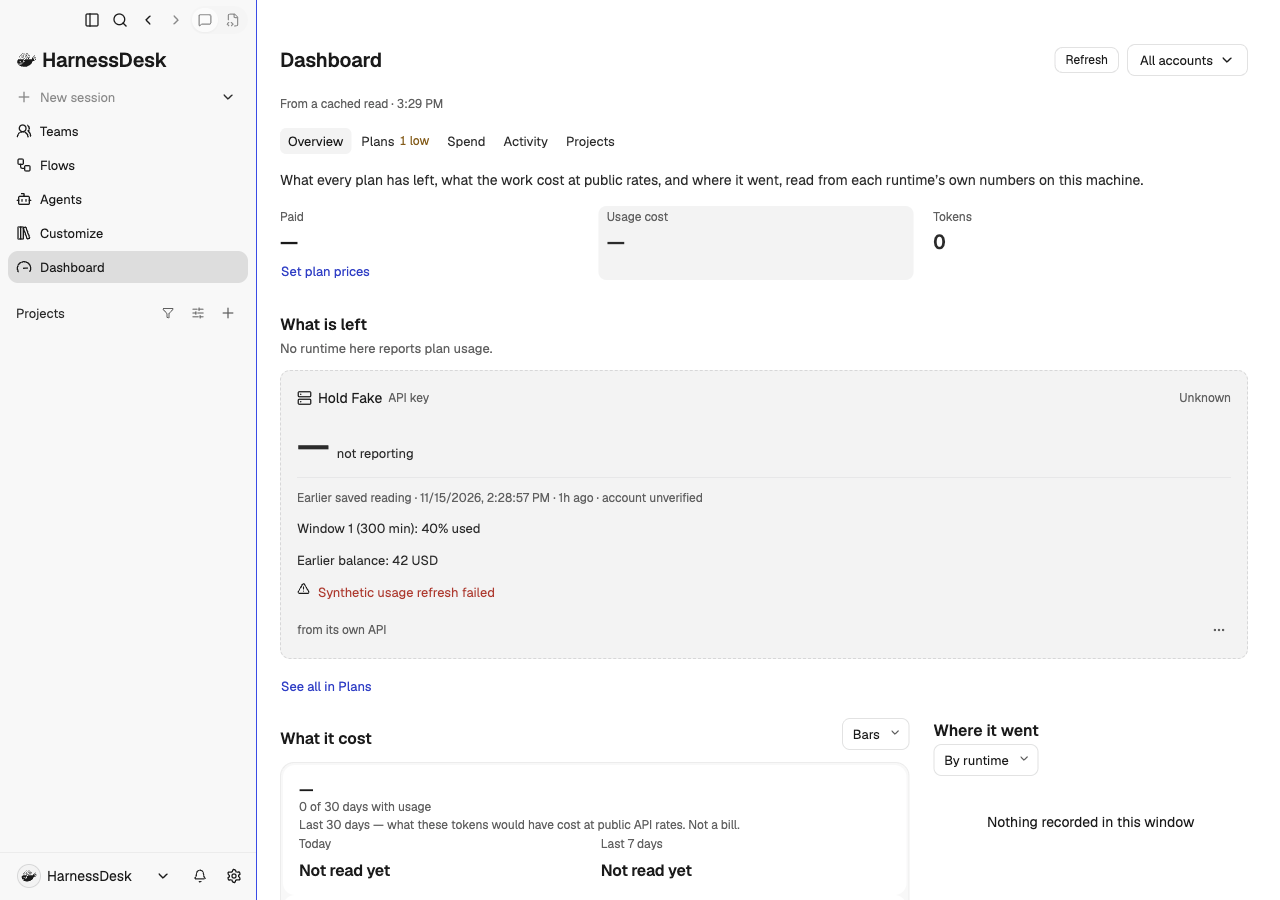 HarnessDesk
New session
Teams
Flows
Agents
Customize
Dashboard
Projects
HarnessDesk
Dashboard
Refresh
All accounts
From a cached read · 3:29 PM
Overview
Plans 1 low
Spend
Activity
Projects
What every plan has left, what the work cost at public rates, and where it went, read from each runtime’s own numbers on this machine.
Paid
—
Set plan prices
Usage cost
—
Tokens
0
What is left
No runtime here reports plan usage.
Hold Fake API key
Unknown
— not reporting
Earlier saved reading · 11/15/2026, 2:28:57 PM · 1h ago · account unverified
Window 1 (300 min): 40% used
Earlier balance: 42 USD
Synthetic usage refresh failed
from its own API
See all in Plans
What it cost
Bars
—
0 of 30 days with usage
Last 30 days — what these tokens would have cost at public API rates. Not a bill.
Today
Not read yet
Last 7 days
Not read yet
Where it went
By runtime
Nothing recorded in this window